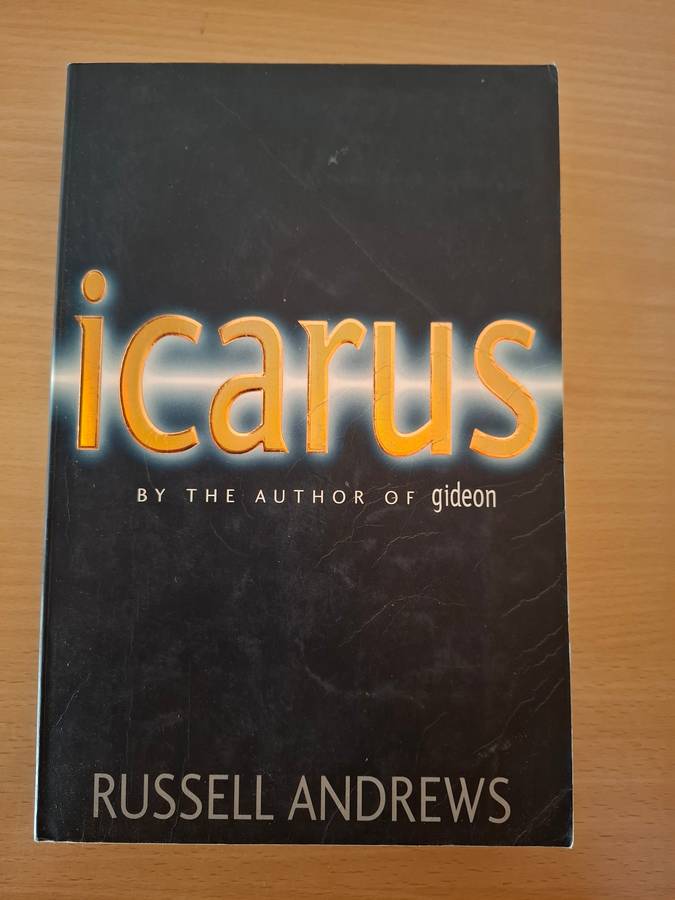 icarus
BY THE AUTHOR OF gideon
RUSSELL ANDREWS